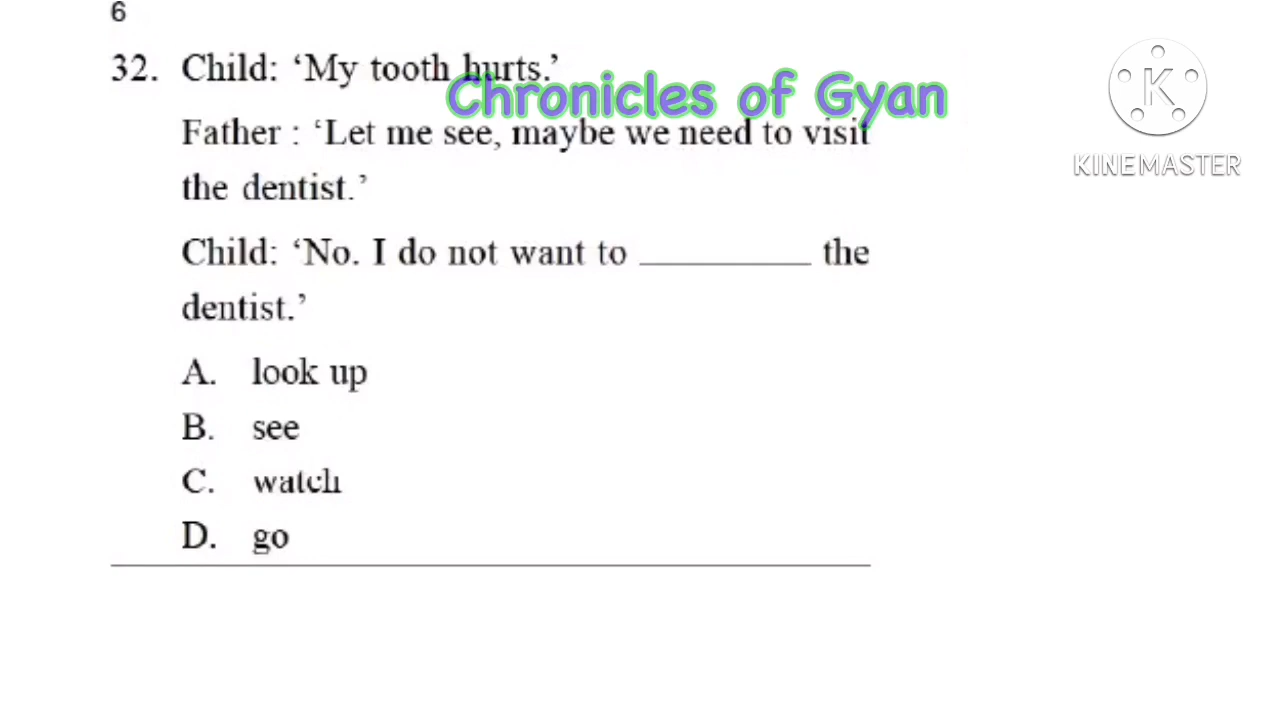 6
32. Child: ‘My tooth hurts.’
Chronicles of Gyan
Father : ‘Let me see, maybe we need to visit
the dentist.’
Child: ‘No. I do not want to __________ the
dentist.’
A. look up
B. see
C. watch
D. go
K
KINEMASTER